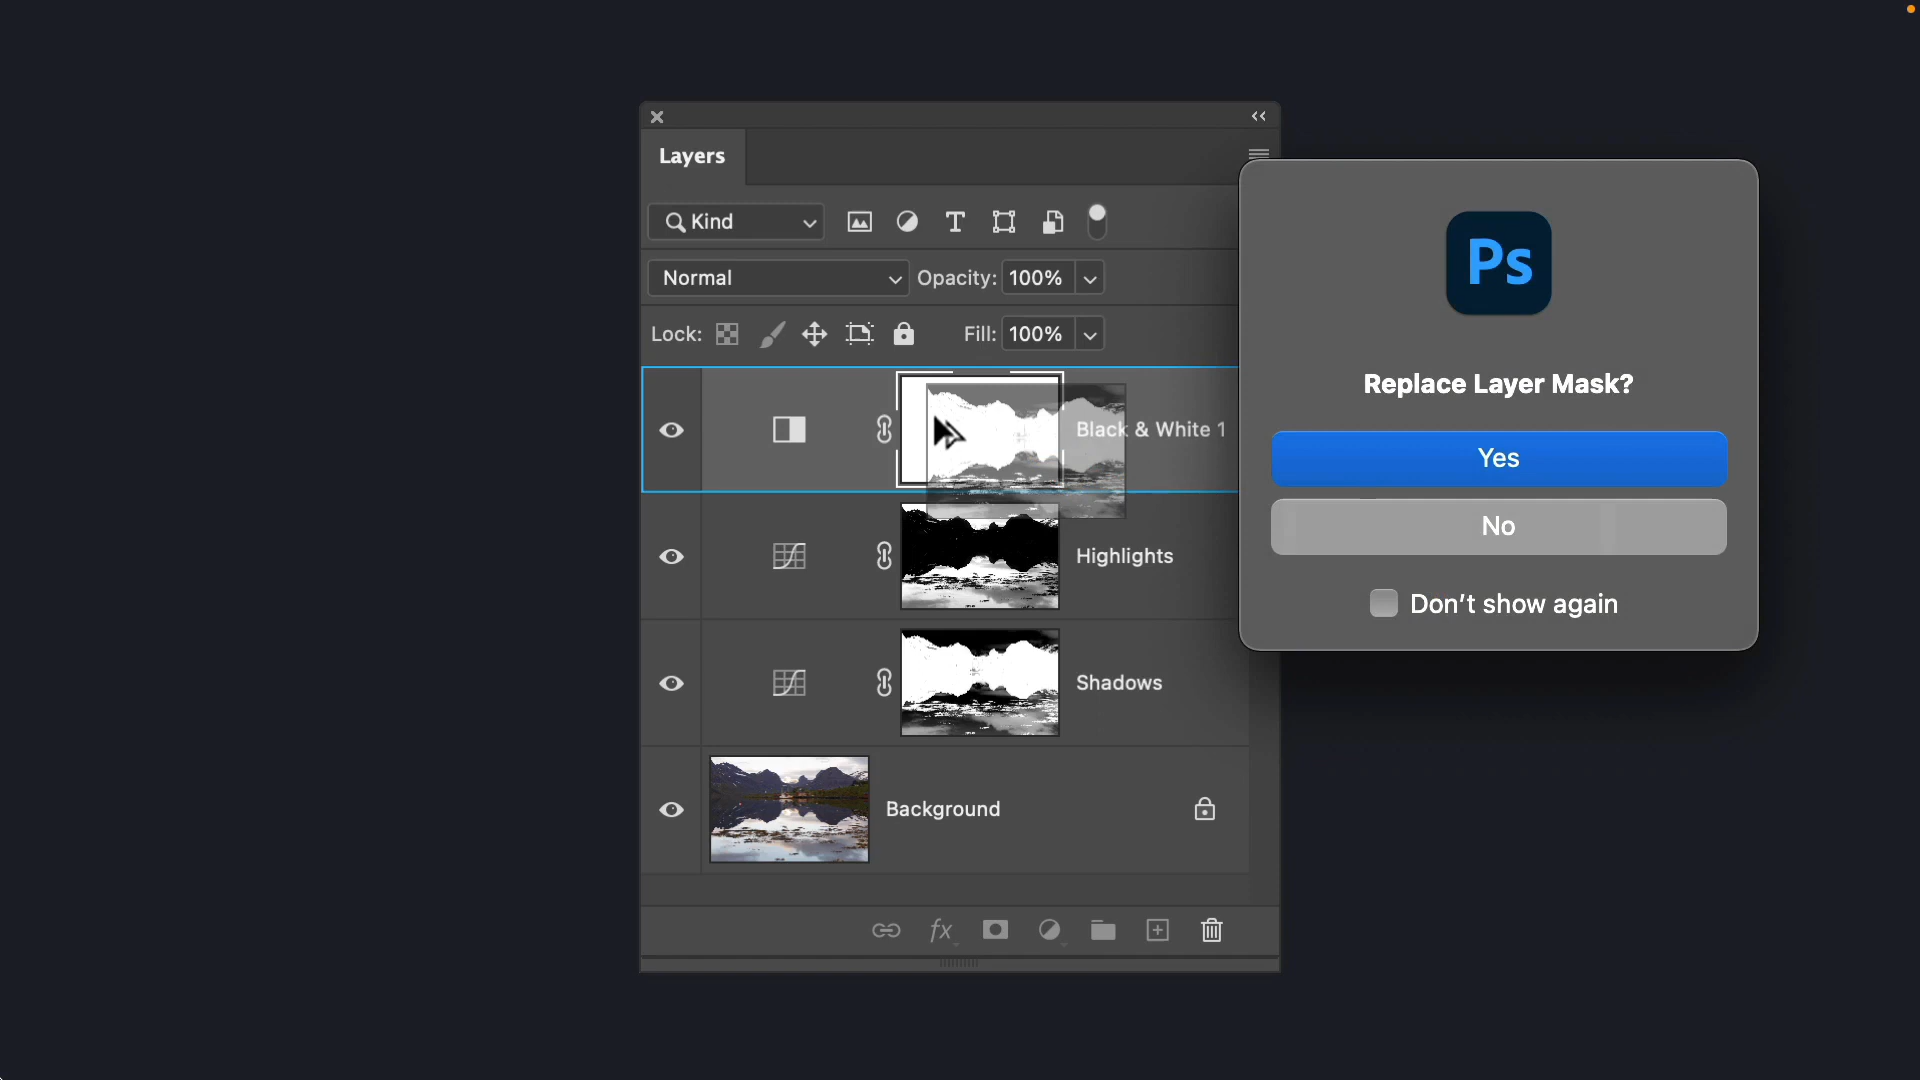 Layers
Kind
Normal
Opacity: 100%
Lock:
Fill: 100%
Black & White 1
Highlights
Shadows
Background
fx
Ps
Replace Layer Mask?
Yes
No
Don’t show again